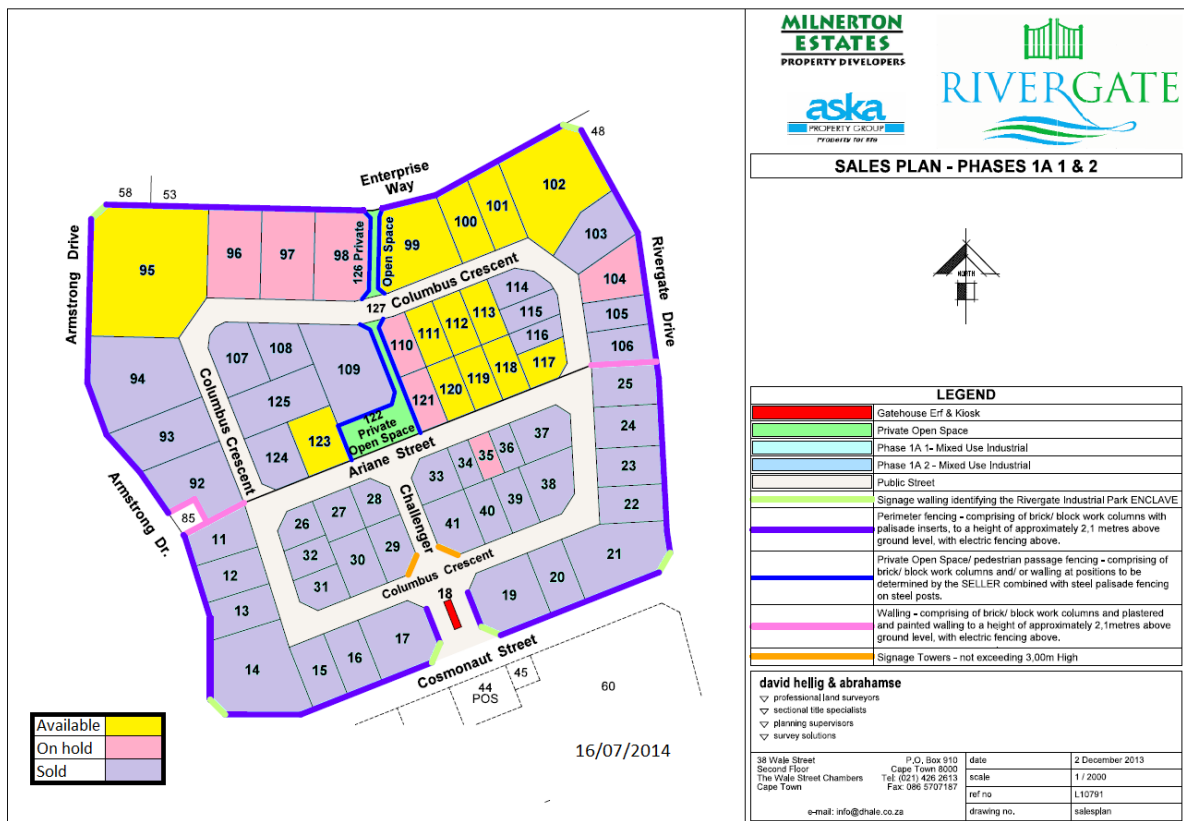 MILNERTON
ESTATES
PROPERTY DEVELOPERS
aska
PROPERTY GROUP
Property for life
RIVERGATE
SALES PLAN - PHASES 1A 1 & 2
NORTH
48
Enterprise
Way
58
53
102
101
100
99
103
Armstrong Drive
95
96
97
98
126 Private
Open Space
Rivergate Drive
104
127
Columbus Crescent
114
113
115
112
116
111
110
105
106
107
108
109
117
118
119
120
121
94
125
123
122
Private
Open Space
25
24
Columbus Crescent
93
124
Ariane Street
92
37
36
35
34
33
23
22
Armstrong Dr.
85
11
28
27
26
Challenger
38
39
40
41
12
32
30
29
31
21
13
Columbus Crescent
20
19
18
17
16
15
14
Cosmonaut Street
45
44
POS
60
Available
On hold
Sold
16/07/2014
LEGEND
Gatehouse Erf & Kiosk
Private Open Space
Phase 1A 1- Mixed Use Industrial
Phase 1A 2 - Mixed Use Industrial
Public Street
Signage walling identifying the Rivergate Industrial Park ENCLAVE
Perimeter fencing - comprising of brick/ block work columns with
palisade inserts, to a height of approximately 2,1 metres above
ground level, with electric fencing above.
Private Open Space/ pedestrian passage fencing - comprising of
brick/ block work columns and/ or walling at positions to be
determined by the SELLER combined with steel palisade fencing
on steel posts.
Walling - comprising of brick/ block work columns and plastered
and painted walling to a height of approximately 2,1metres above
ground level, with electric fencing above.
Signage Towers - not exceeding 3,00m High
david hellig & abrahamse
professional land surveyors
sectional title specialists
planning supervisors
survey solutions
38 Wale Street P.O. Box 910
Second Floor Cape Town 8000
The Wale Street Chambers Tel: (021) 426 2613
Cape Town Fax: 086 5707187
e-mail: info@dhale.co.za
date 2 December 2013
scale 1 / 2000
ref no L10791
drawing no. salesplan